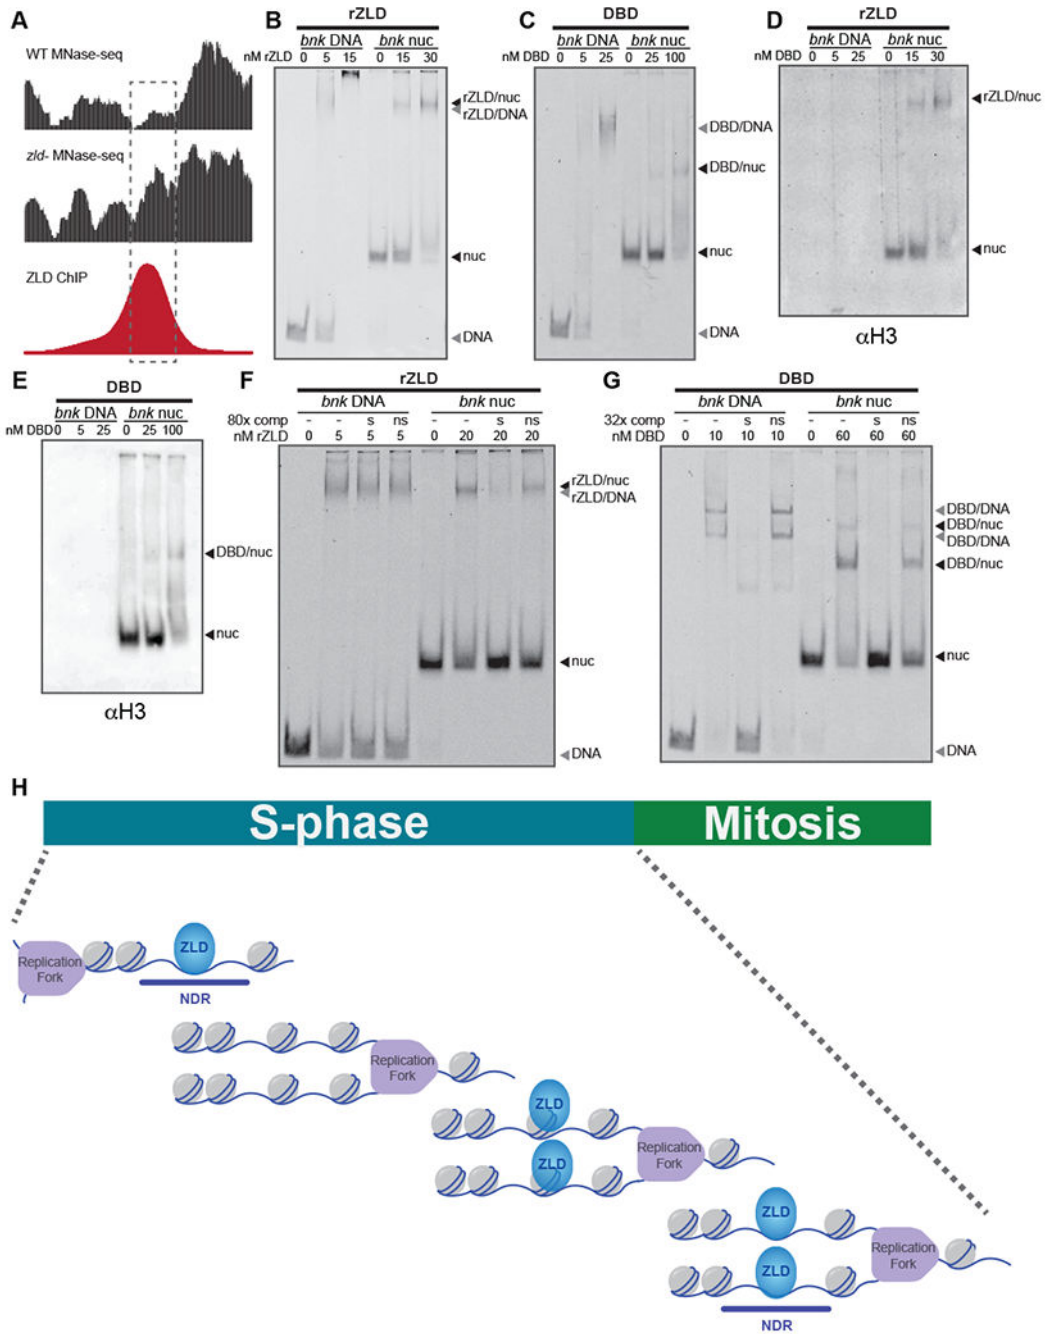 A
WT MNase-seq
zld- MNase-seq
ZLD ChIP
B
rZLD
bnk DNA bnk nuc
nM rZLD 0 5 15 0 15 30
rZLD/nuc
rZLD/DNA
nuc
DNA
C
DBD
bnk DNA bnk nuc
nM DBD 0 5 25 0 25 100
DBD/DNA
DBD/nuc
nuc
DNA
D
rZLD
bnk DNA bnk nuc
nM DBD 0 5 25 0 15 30
rZLD/nuc
nuc
αH3
E
DBD
bnk DNA bnk nuc
nM DBD 0 5 25 0 25 100
DBD/nuc
nuc
αH3
F
rZLD
bnk DNA bnk nuc
80x comp - - s ns - - s ns
nM rZLD 0 5 5 5 0 20 20 20
rZLD/nuc
rZLD/DNA
nuc
DNA
G
DBD
bnk DNA bnk nuc
32x comp - - s ns - - s ns
nM DBD 0 10 10 10 0 60 60 60
DBD/DNA
DBD/nuc
DBD/DNA
DBD/nuc
nuc
DNA
H
S-phase Mitosis
Replication
Fork
ZLD
NDR
Replication
Fork
ZLD
ZLD
Replication
Fork
ZLD
ZLD
Replication
Fork
NDR